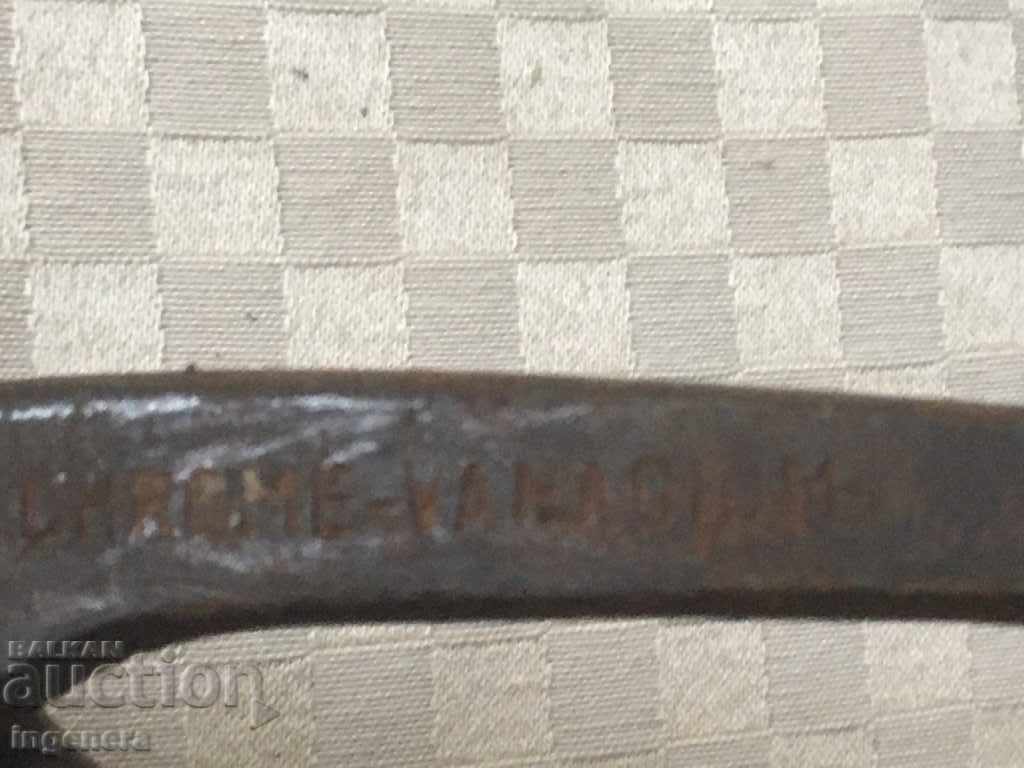 CHROME-VANADIUM
BALKAN
auction
ingenera